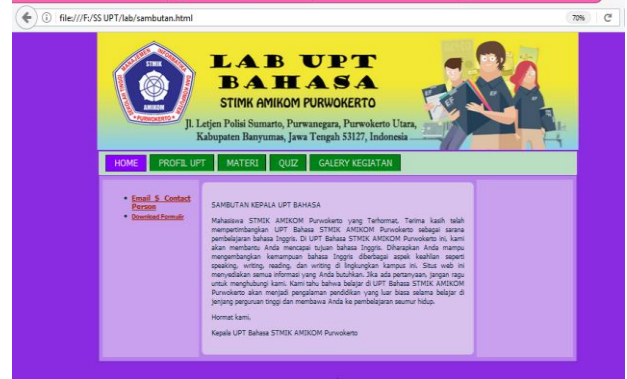 file:///F:/SS UPT/lab/sambutan.html
70%
C
LAB UPT
BAHASA
STIMK AMIKOM PURWOKERTO
Jl. Letjen Polisi Sumarto, Purwanegara, Purwokerto Utara,
Kabupaten Banyumas, Jawa Tengah 53127, Indonesia
STMIK
AMIKOM
PURWOKERTO
EF
EF
EF
HOME
PROFIL UPT
MATERI
QUIZ
GALERY KEGIATAN
Email S Contact
Person
Download Formulir
SAMBUTAN KEPALA UPT BAHASA
Mahasiswa STMIK AMIKOM Purwokerto yang Terhormat, Terima kasih telah
mempertimbangkan UPT Bahasa STMIK AMIKOM Purwokerto sebagai sarana
pembelajaran bahasa Inggris. Di UPT Bahasa STMIK AMIKOM Purwokerto ini, kami
akan membantu Anda mencapai tujuan bahasa Inggris. Diharapkan Anda mampu
mengembangkan kemampuan bahasa Inggris diberbagai aspek keahlian seperti
speaking, writing, reading, dan writing di lingkungan kampus ini. Situs web ini
menyediakan semua informasi yang Anda butuhkan. Jika ada pertanyaan, jangan ragu
untuk menghubungi kami. Kami tahu bahwa belajar di UPT Bahasa STMIK AMIKOM
Purwokerto akan menjadi pengalaman pendidikan yang luar biasa selama belajar di
jenjang perguruan tinggi dan membawa Anda ke pembelajaran seumur hidup.
Hormat kami.
Kepala UPT Bahasa STMIK AMIKOM Purwokerto